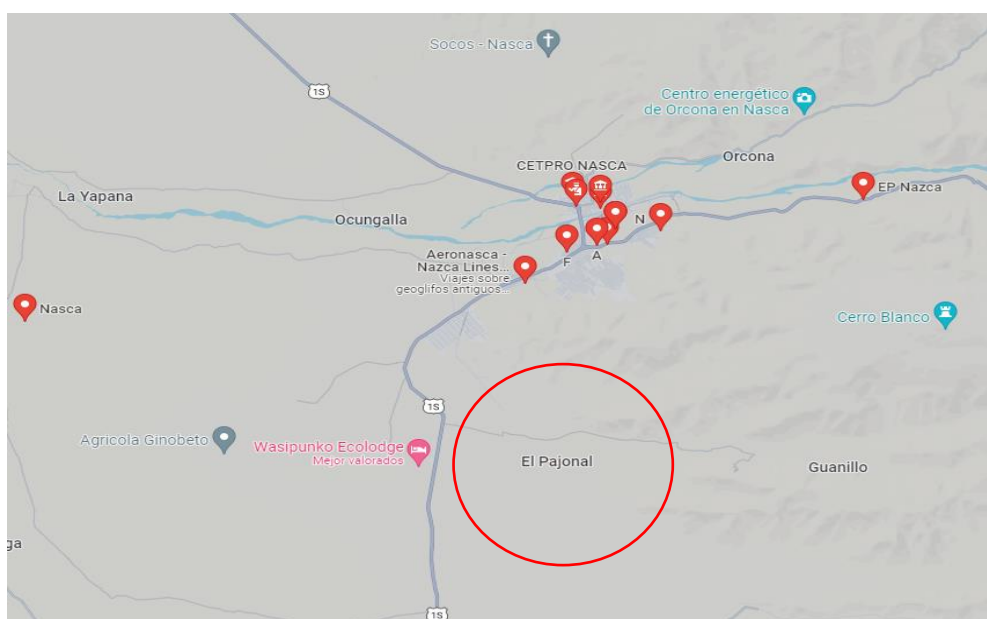 Socos - Nasca
1S
Centro energético
de Orcona en Nasca
CETPRO NASCA
Orcona
La Yapana
EP Nazca
Ocungalla
N
Aeronasca -
Nazca Lines...
Viajes sobre
geoglifos antiguos...
F
A
Nasca
Cerro Blanco
1S
Agricola Ginobeto
Wasipunko Ecolodge
Mejor valorados
El Pajonal
Guanillo
ga
1S